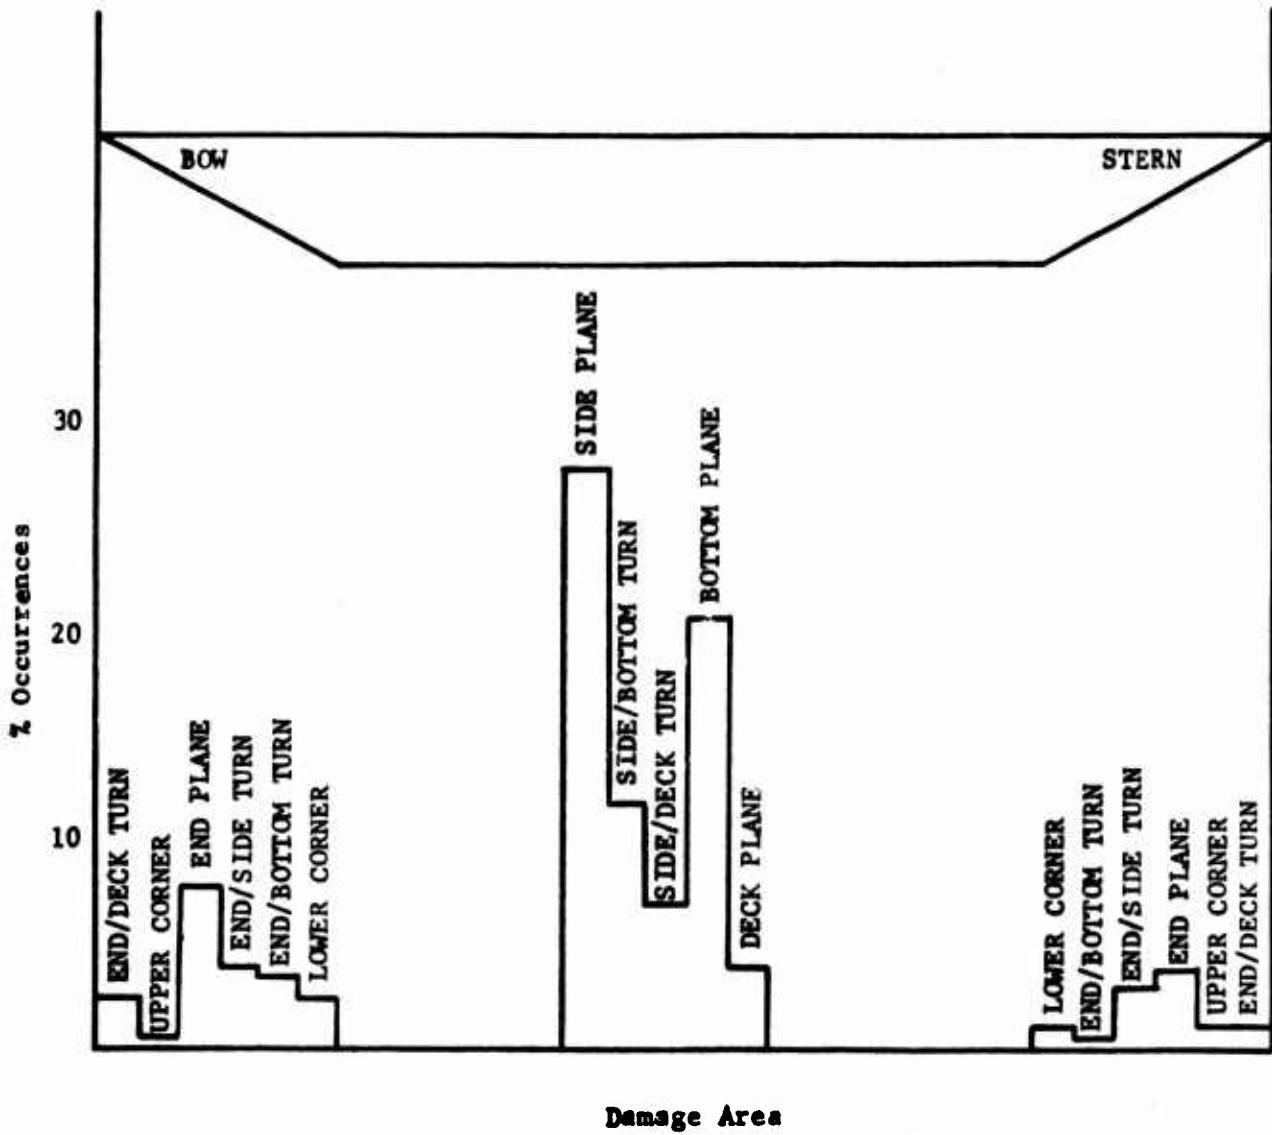 BOW
STERN
% Occurrences
30
20
10
END/DECK TURN
UPPER CORNER
END PLANE
END/SIDE TURN
END/BOTTOM TURN
LOWER CORNER
SIDE PLANE
SIDE/BOTTOM TURN
SIDE/DECK TURN
BOTTOM PLANE
DECK PLANE
LOWER CORNER
END/BOTTOM TURN
END/SIDE TURN
END PLANE
UPPER CORNER
END/DECK TURN
Damage Area